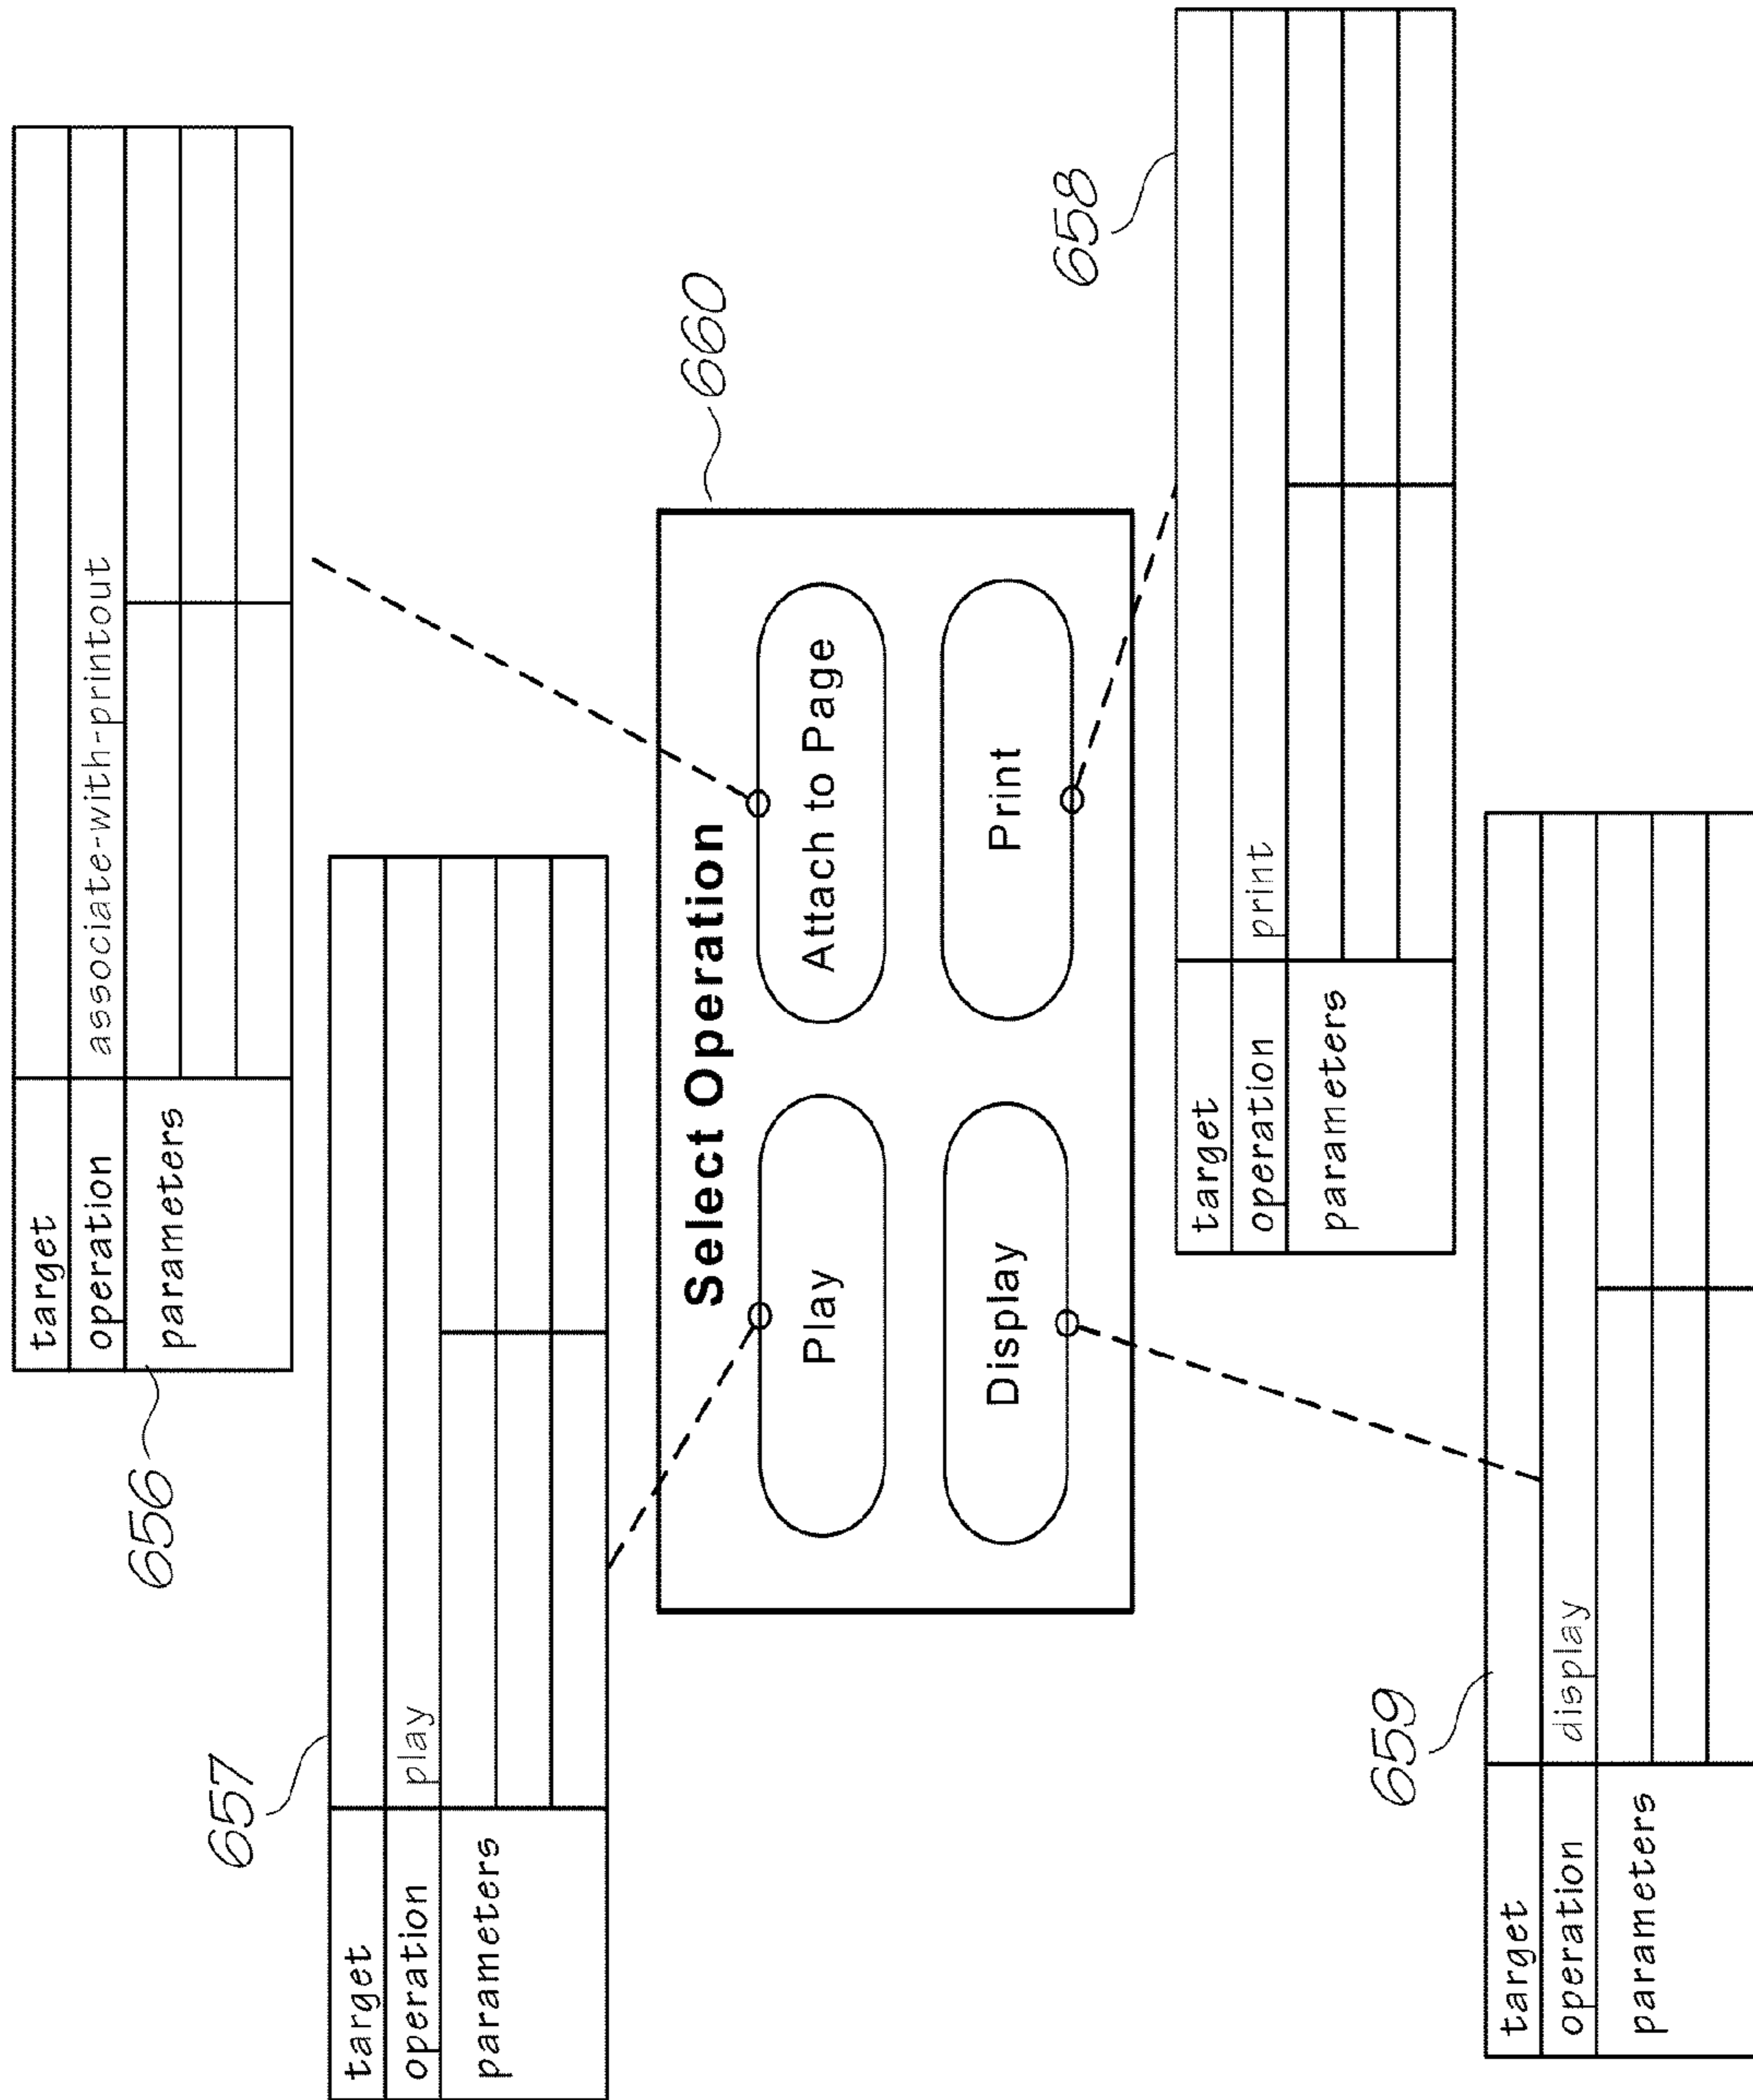 target
operation associate-with-printout
parameters
656
657
target
operation play
parameters
660
Select Operation
Play Attach to Page
Display Print
658
target
operation print
parameters
659
target
operation display
parameters